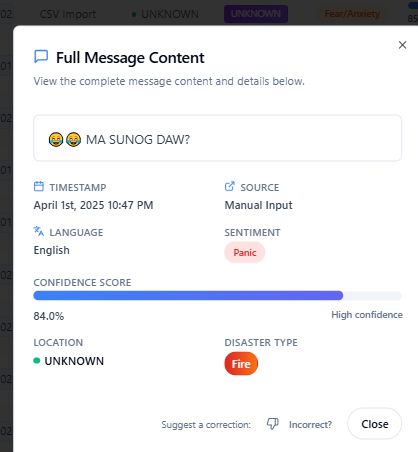 02 CSV Import UNKNOWN UNKNOWN Fear/Anxiety
Full Message Content
View the complete message content and details below.
😂😂 MA SUNOG DAW?
TIMESTAMP SOURCE
April 1st, 2025 10:47 PM Manual Input
LANGUAGE SENTIMENT
English Panic
CONFIDENCE SCORE
84.0% High confidence
LOCATION DISASTER TYPE
UNKNOWN Fire
Suggest a correction: Incorrect? Close